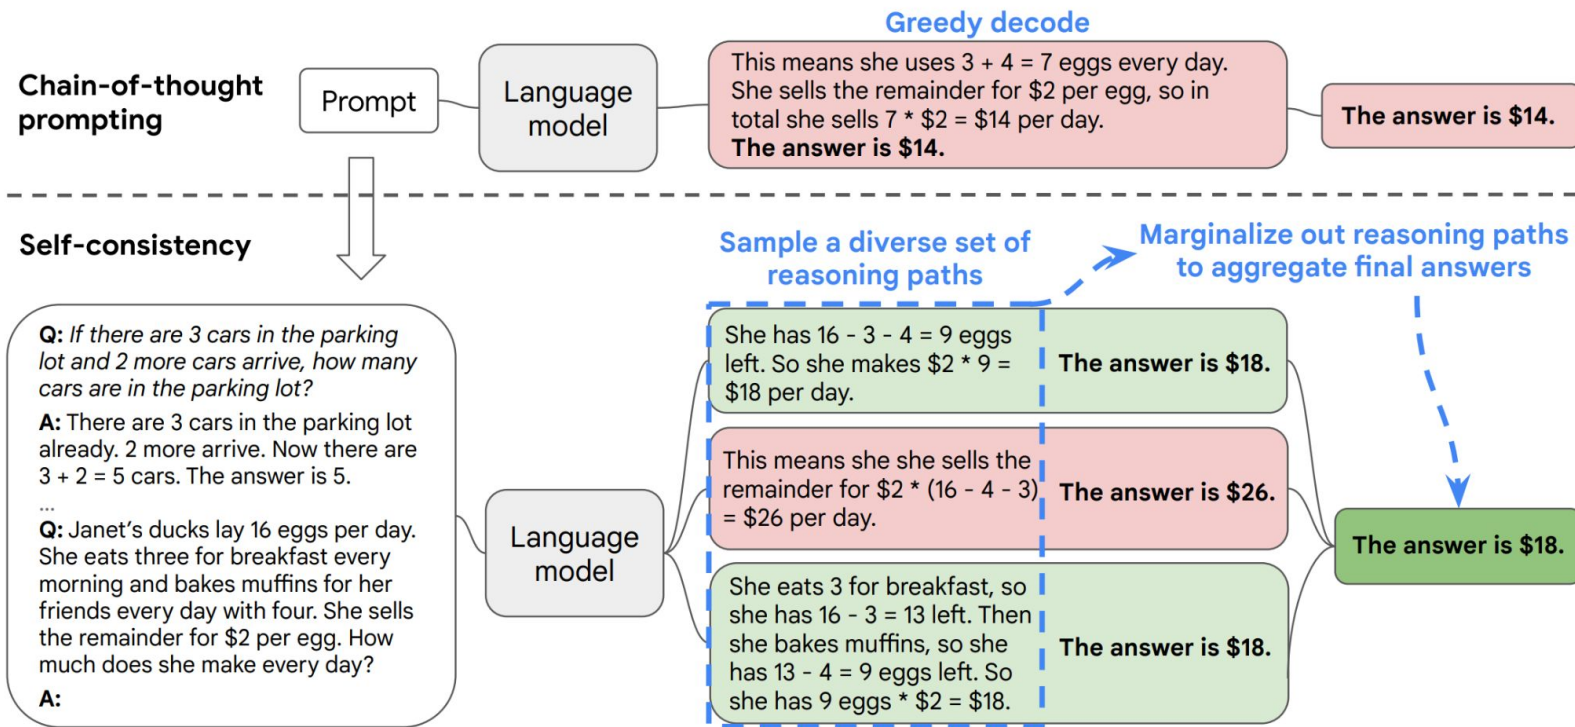 Greedy decode
Chain-of-thought
prompting
Prompt
Language
model
This means she uses 3 + 4 = 7 eggs every day.
She sells the remainder for $2 per egg, so in
total she sells 7 * $2 = $14 per day.
The answer is $14.
The answer is $14.
Self-consistency
Sample a diverse set of
reasoning paths
Marginalize out reasoning paths
to aggregate final answers
Q: If there are 3 cars in the parking
lot and 2 more cars arrive, how many
cars are in the parking lot?
A: There are 3 cars in the parking lot
already. 2 more arrive. Now there are
3 + 2 = 5 cars. The answer is 5.
...
Q: Janet's ducks lay 16 eggs per day.
She eats three for breakfast every
morning and bakes muffins for her
friends every day with four. She sells
the remainder for $2 per egg. How
much does she make every day?
A:
Language
model
She has 16 - 3 - 4 = 9 eggs
left. So she makes $2 * 9 =
$18 per day.
The answer is $18.
This means she she sells the
remainder for $2 * (16 - 4 - 3)
= $26 per day.
The answer is $26.
She eats 3 for breakfast, so
she has 16 - 3 = 13 left. Then
she bakes muffins, so she
has 13 - 4 = 9 eggs left. So
she has 9 eggs * $2 = $18.
The answer is $18.
The answer is $18.